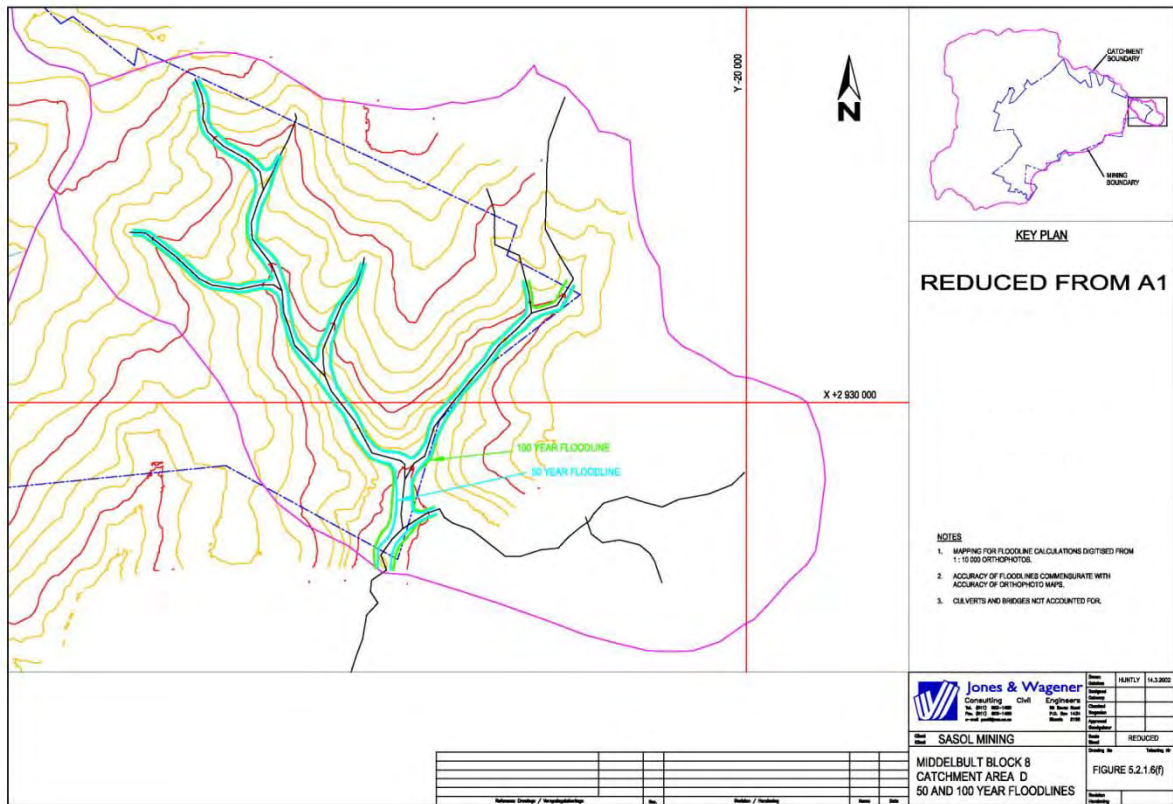 Y -20 000
N
CATCHMENT
BOUNDARY
MINING
BOUNDARY
KEY PLAN
REDUCED FROM A1
X +2 930 000
100 YEAR FLOODLINE
50 YEAR FLOODLINE
NOTES
1. MAPPING FOR FLOODLINE CALCULATIONS DIGITISED FROM
1 : 10 000 ORTHOPHOTOS.
2. ACCURACY OF FLOODLINES COMMENSURATE WITH
ACCURACY OF ORTHOPHOTO MAPS.
3. CULVERTS AND BRIDGES NOT ACCOUNTED FOR.
Jones & Wagener
Consulting Civil Engineers
HUNTLY 14.3.2002
SASOL MINING
REDUCED
MIDDELBULT BLOCK 8
CATCHMENT AREA D
50 AND 100 YEAR FLOODLINES
FIGURE 5.2.1.6(f)